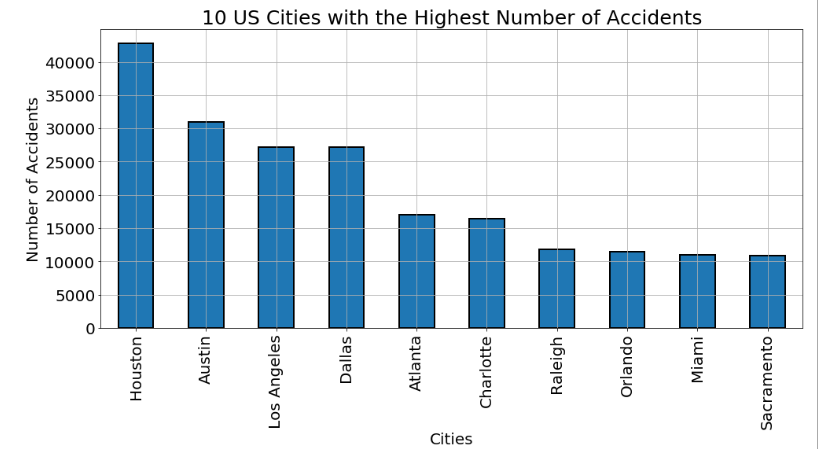 10 US Cities with the Highest Number of Accidents
Number of Accidents
40000
35000
30000
25000
20000
15000
10000
5000
0
Houston
Austin
Los Angeles
Dallas
Atlanta
Charlotte
Raleigh
Orlando
Miami
Sacramento
Cities